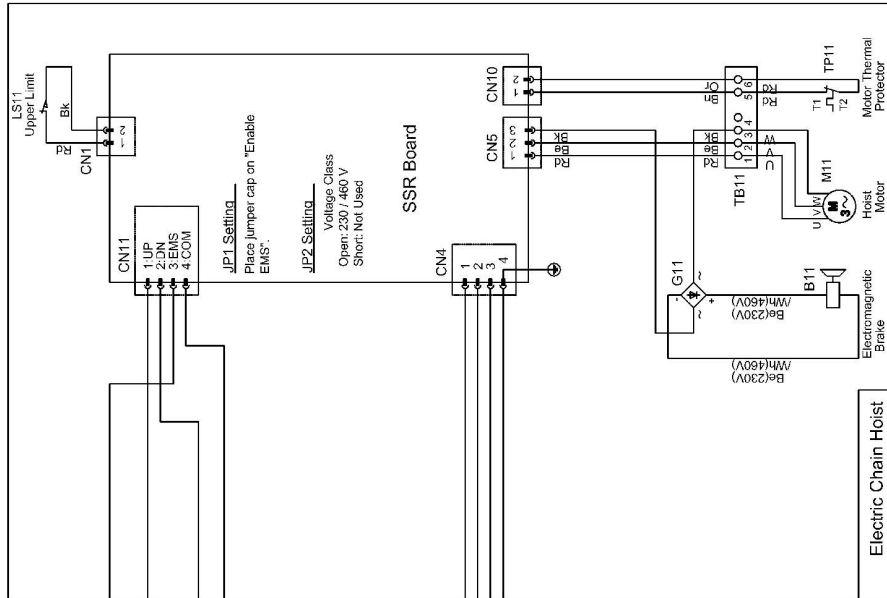 LS11
Upper Limit
Bk
Rd
2
1
CN1
CN11
1:UP
2:DN
3:EMS
4:COM
JP1 Setting
Place jumper cap on "Enable
EMS".
JP2 Setting
Voltage Class
Open: 230 / 460 V
Short: Not Used
SSR Board
CN4
1
2
3
4
CN10
2
1
Or
Bn
CN5
3
2
1
Bk
Be
Rd
TB11
6
5
4
3
2
1
Rd
Rd
Bk
Be
Rd
W
V
U
TP11
T1
T2
Motor Thermal
Protector
M11
U
V
W
M
3~
Hoist
Motor
G11
~
~
-
+
Be(230V)
/Wh(460V)
B11
Electromagnetic
Brake
Be(230V)
/Wh(460V)
Electric Chain Hoist